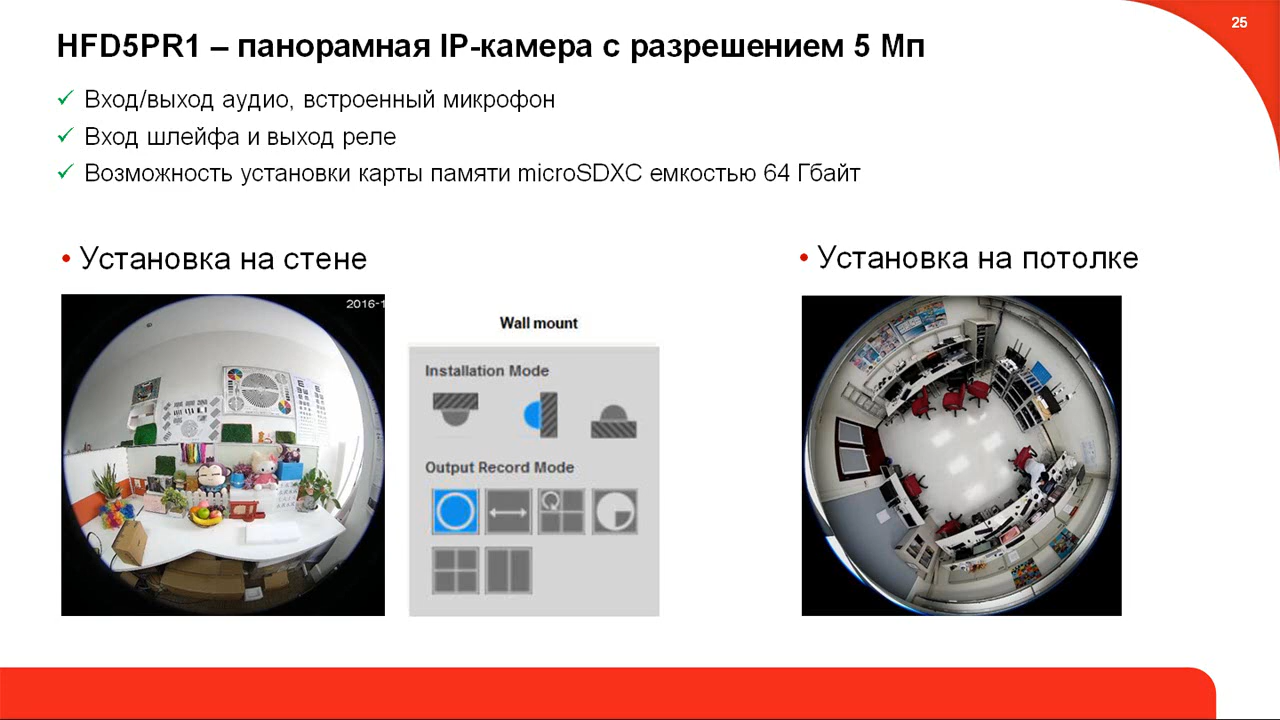 25
HFD5PR1 – панорамная IP-камера с разрешением 5 Мп
Вход/выход аудио, встроенный микрофон
Вход шлейфа и выход реле
Возможность установки карты памяти microSDXC емкостью 64 Гбайт
• Установка на стене
• Установка на потолке
2016-1
Wall mount
Installation Mode
Output Record Mode